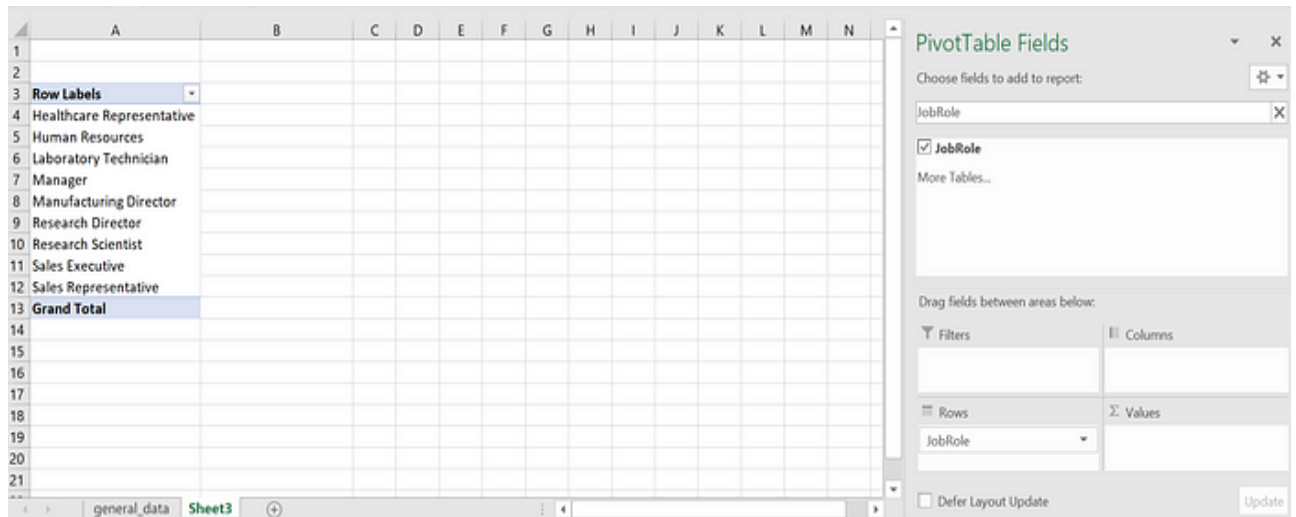 A B C D E F G H I J K L M N
1
2
3 Row Labels
4 Healthcare Representative
5 Human Resources
6 Laboratory Technician
7 Manager
8 Manufacturing Director
9 Research Director
10 Research Scientist
11 Sales Executive
12 Sales Representative
13 Grand Total
14
15
16
17
18
19
20
21
general_data Sheet3
PivotTable Fields
Choose fields to add to report:
JobRole
JobRole
More Tables...
Drag fields between areas below:
Filters Columns
Rows Σ Values
JobRole
Defer Layout Update Update